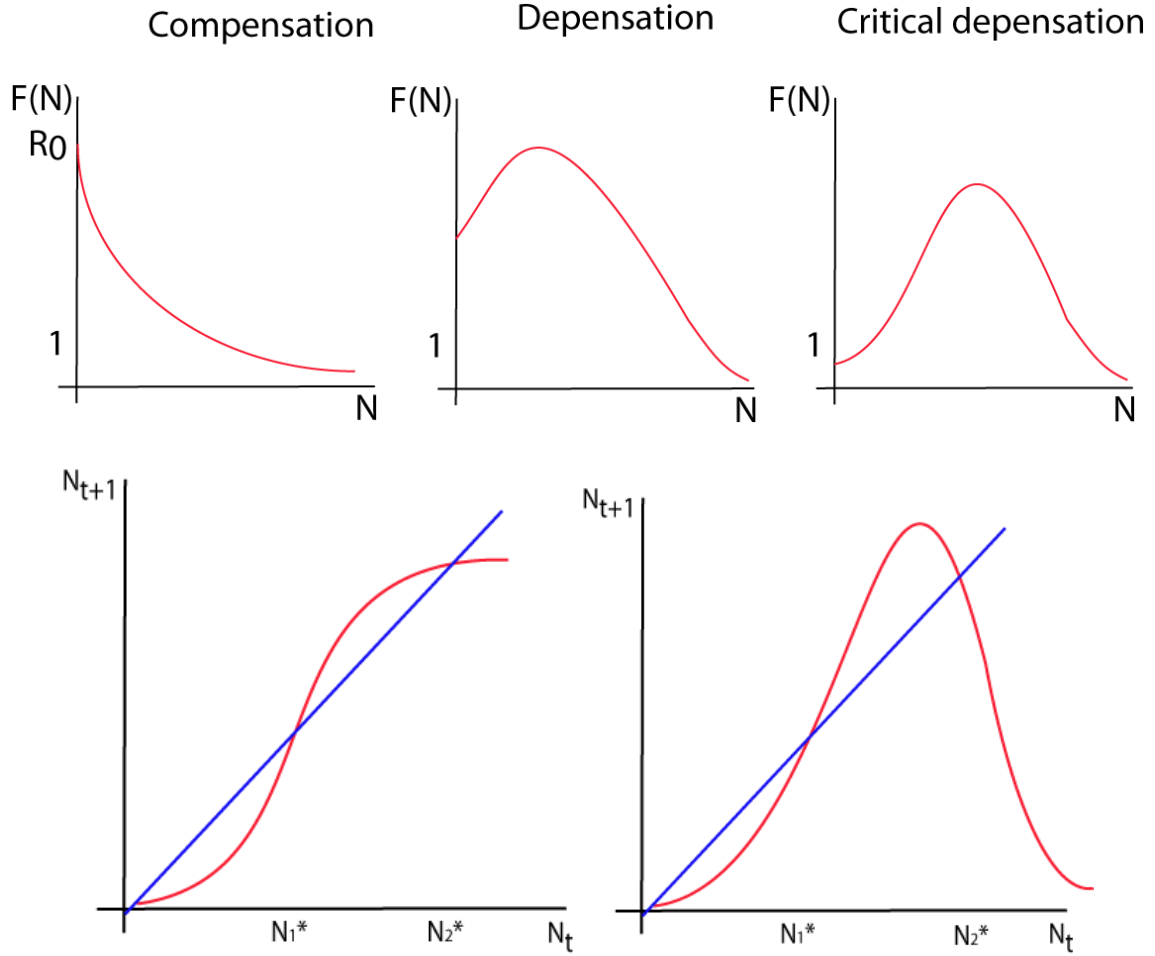 Compensation
Depensation
Critical depensation
F(N)
R0
1
N
F(N)
1
N
F(N)
1
N
Nt+1
N1*
N2*
Nt
Nt+1
N1*
N2*
Nt